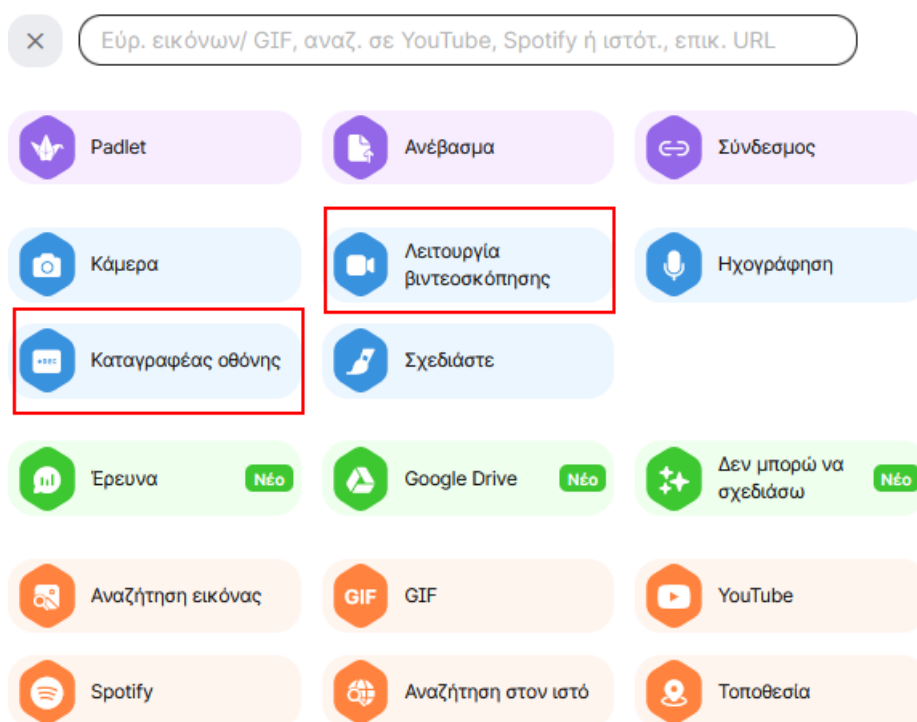 Εύρ. εικόνων/ GIF, αναζ. σε YouTube, Spotify ή ιστότ., επικ. URL
Padlet
Ανέβασμα
Σύνδεσμος
Κάμερα
Λειτουργία
βιντεοσκόπησης
Ηχογράφηση
Καταγραφέας οθόνης
Σχεδιάστε
Έρευνα
Νέο
Google Drive
Νέο
Δεν μπορώ να
σχεδιάσω
Νέο
Αναζήτηση εικόνας
GIF
GIF
YouTube
Spotify
Αναζήτηση στον ιστό
Τοποθεσία